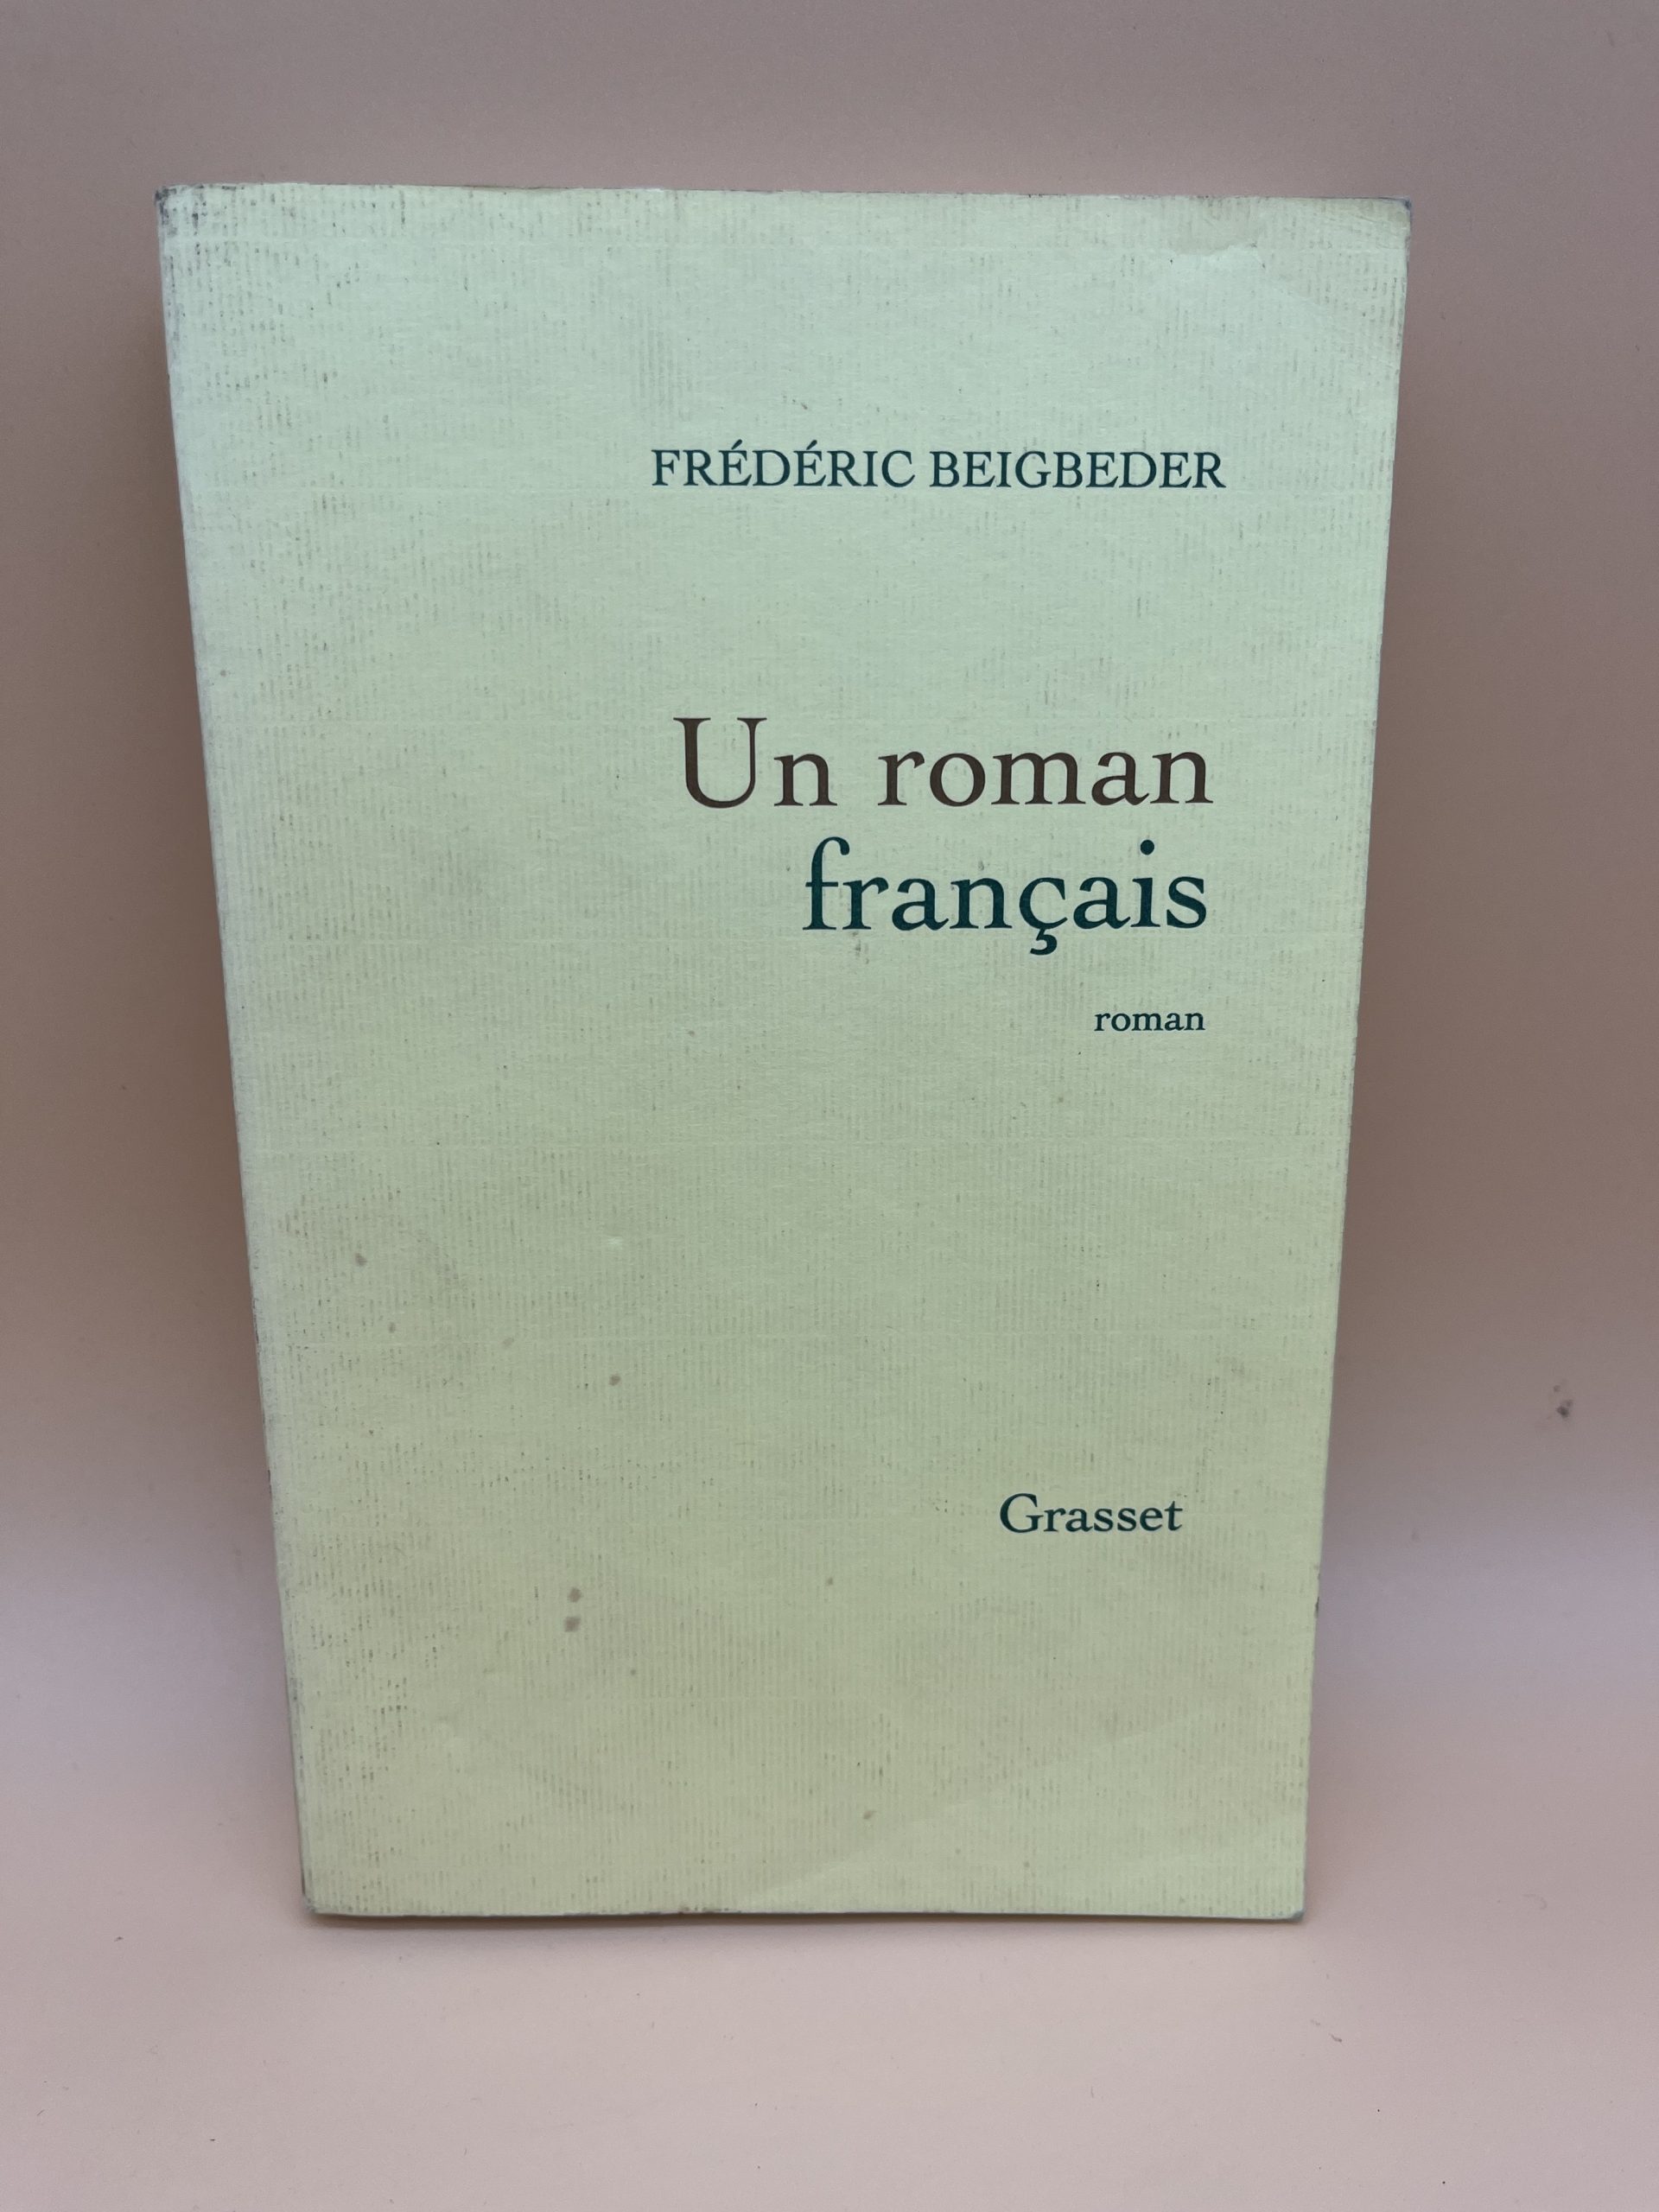 FRÉDÉRIC BEIGBEDER
Un roman
français
roman
Grasset